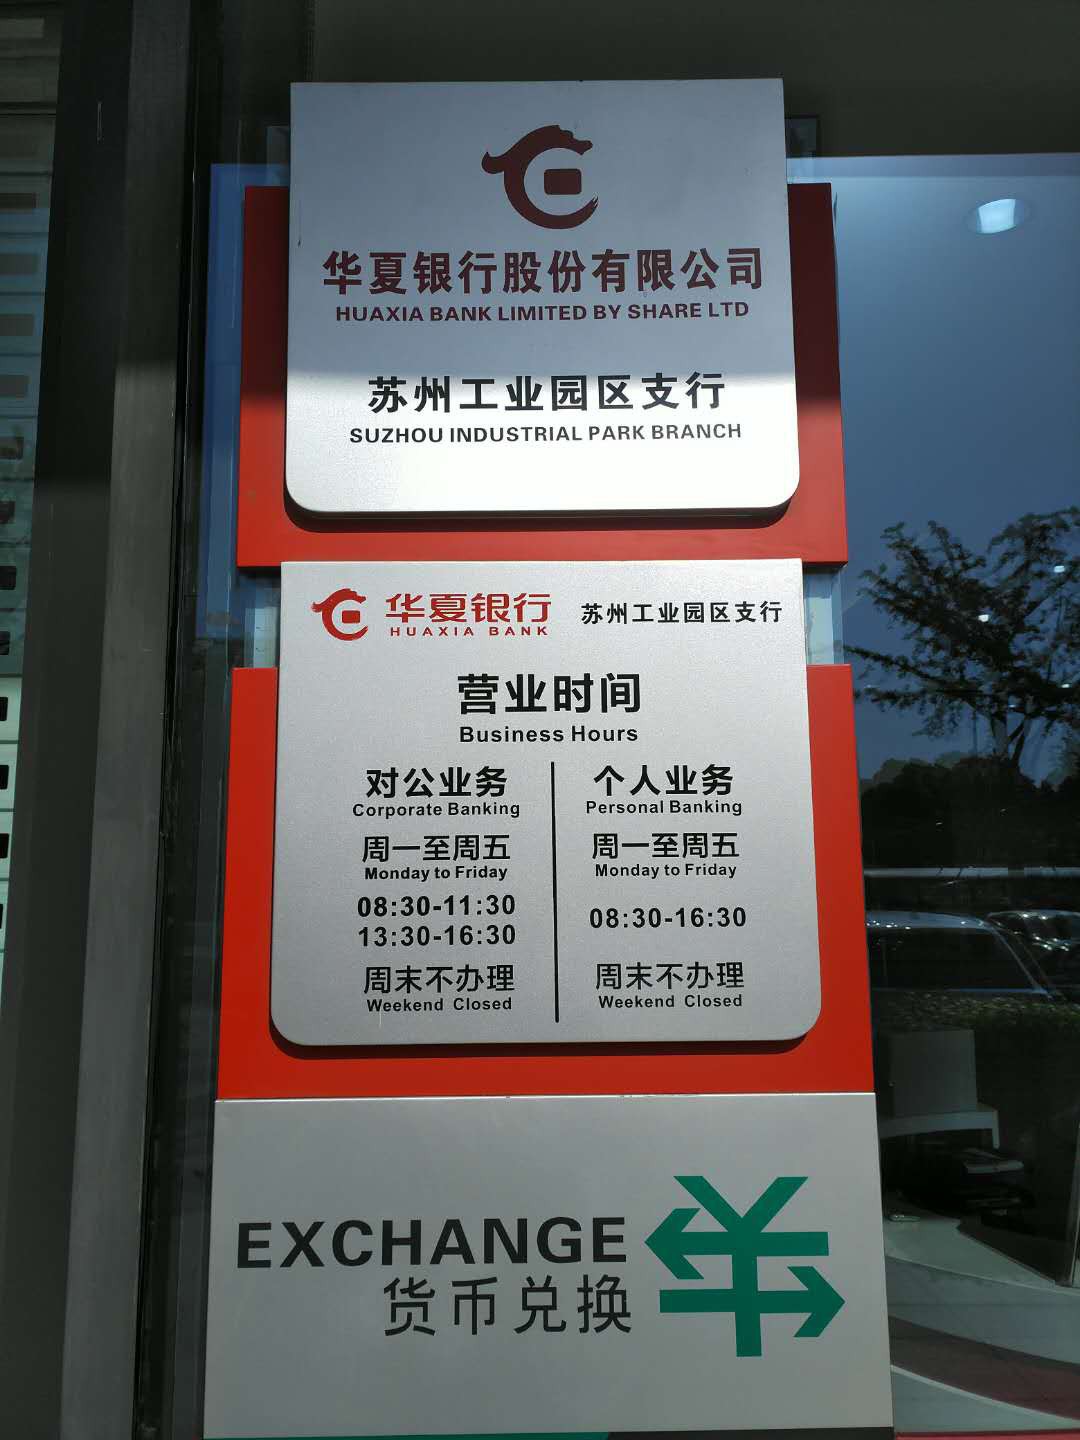 华夏银行股份有限公司
HUAXIA BANK LIMITED BY SHARE LTD
苏州工业园区支行
SUZHOU INDUSTRIAL PARK BRANCH
华夏银行 苏州工业园区支行
HUAXIA BANK
营业时间
Business Hours
对公业务
Corporate Banking
周一至周五
Monday to Friday
08:30-11:30
13:30-16:30
周末不办理
Weekend Closed
个人业务
Personal Banking
周一至周五
Monday to Friday
08:30-16:30
周末不办理
Weekend Closed
EXCHANGE
货币兑换